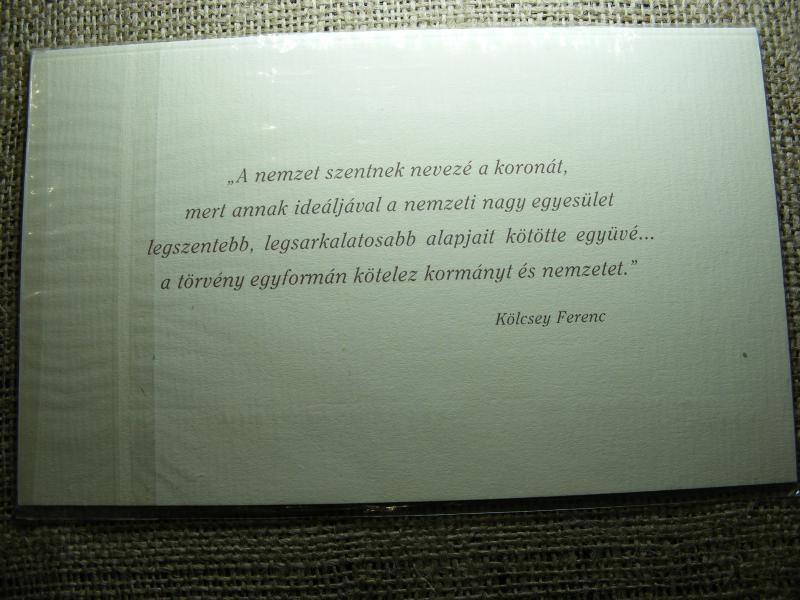 „A nemzet szentnek nevezé a koronát,
mert annak ideáljával a nemzeti nagy egyesület
legszentebb, legsarkalatosabb alapjait kötötte együvé...
a törvény egyformán kötelez kormányt és nemzetet.”
Kölcsey Ferenc